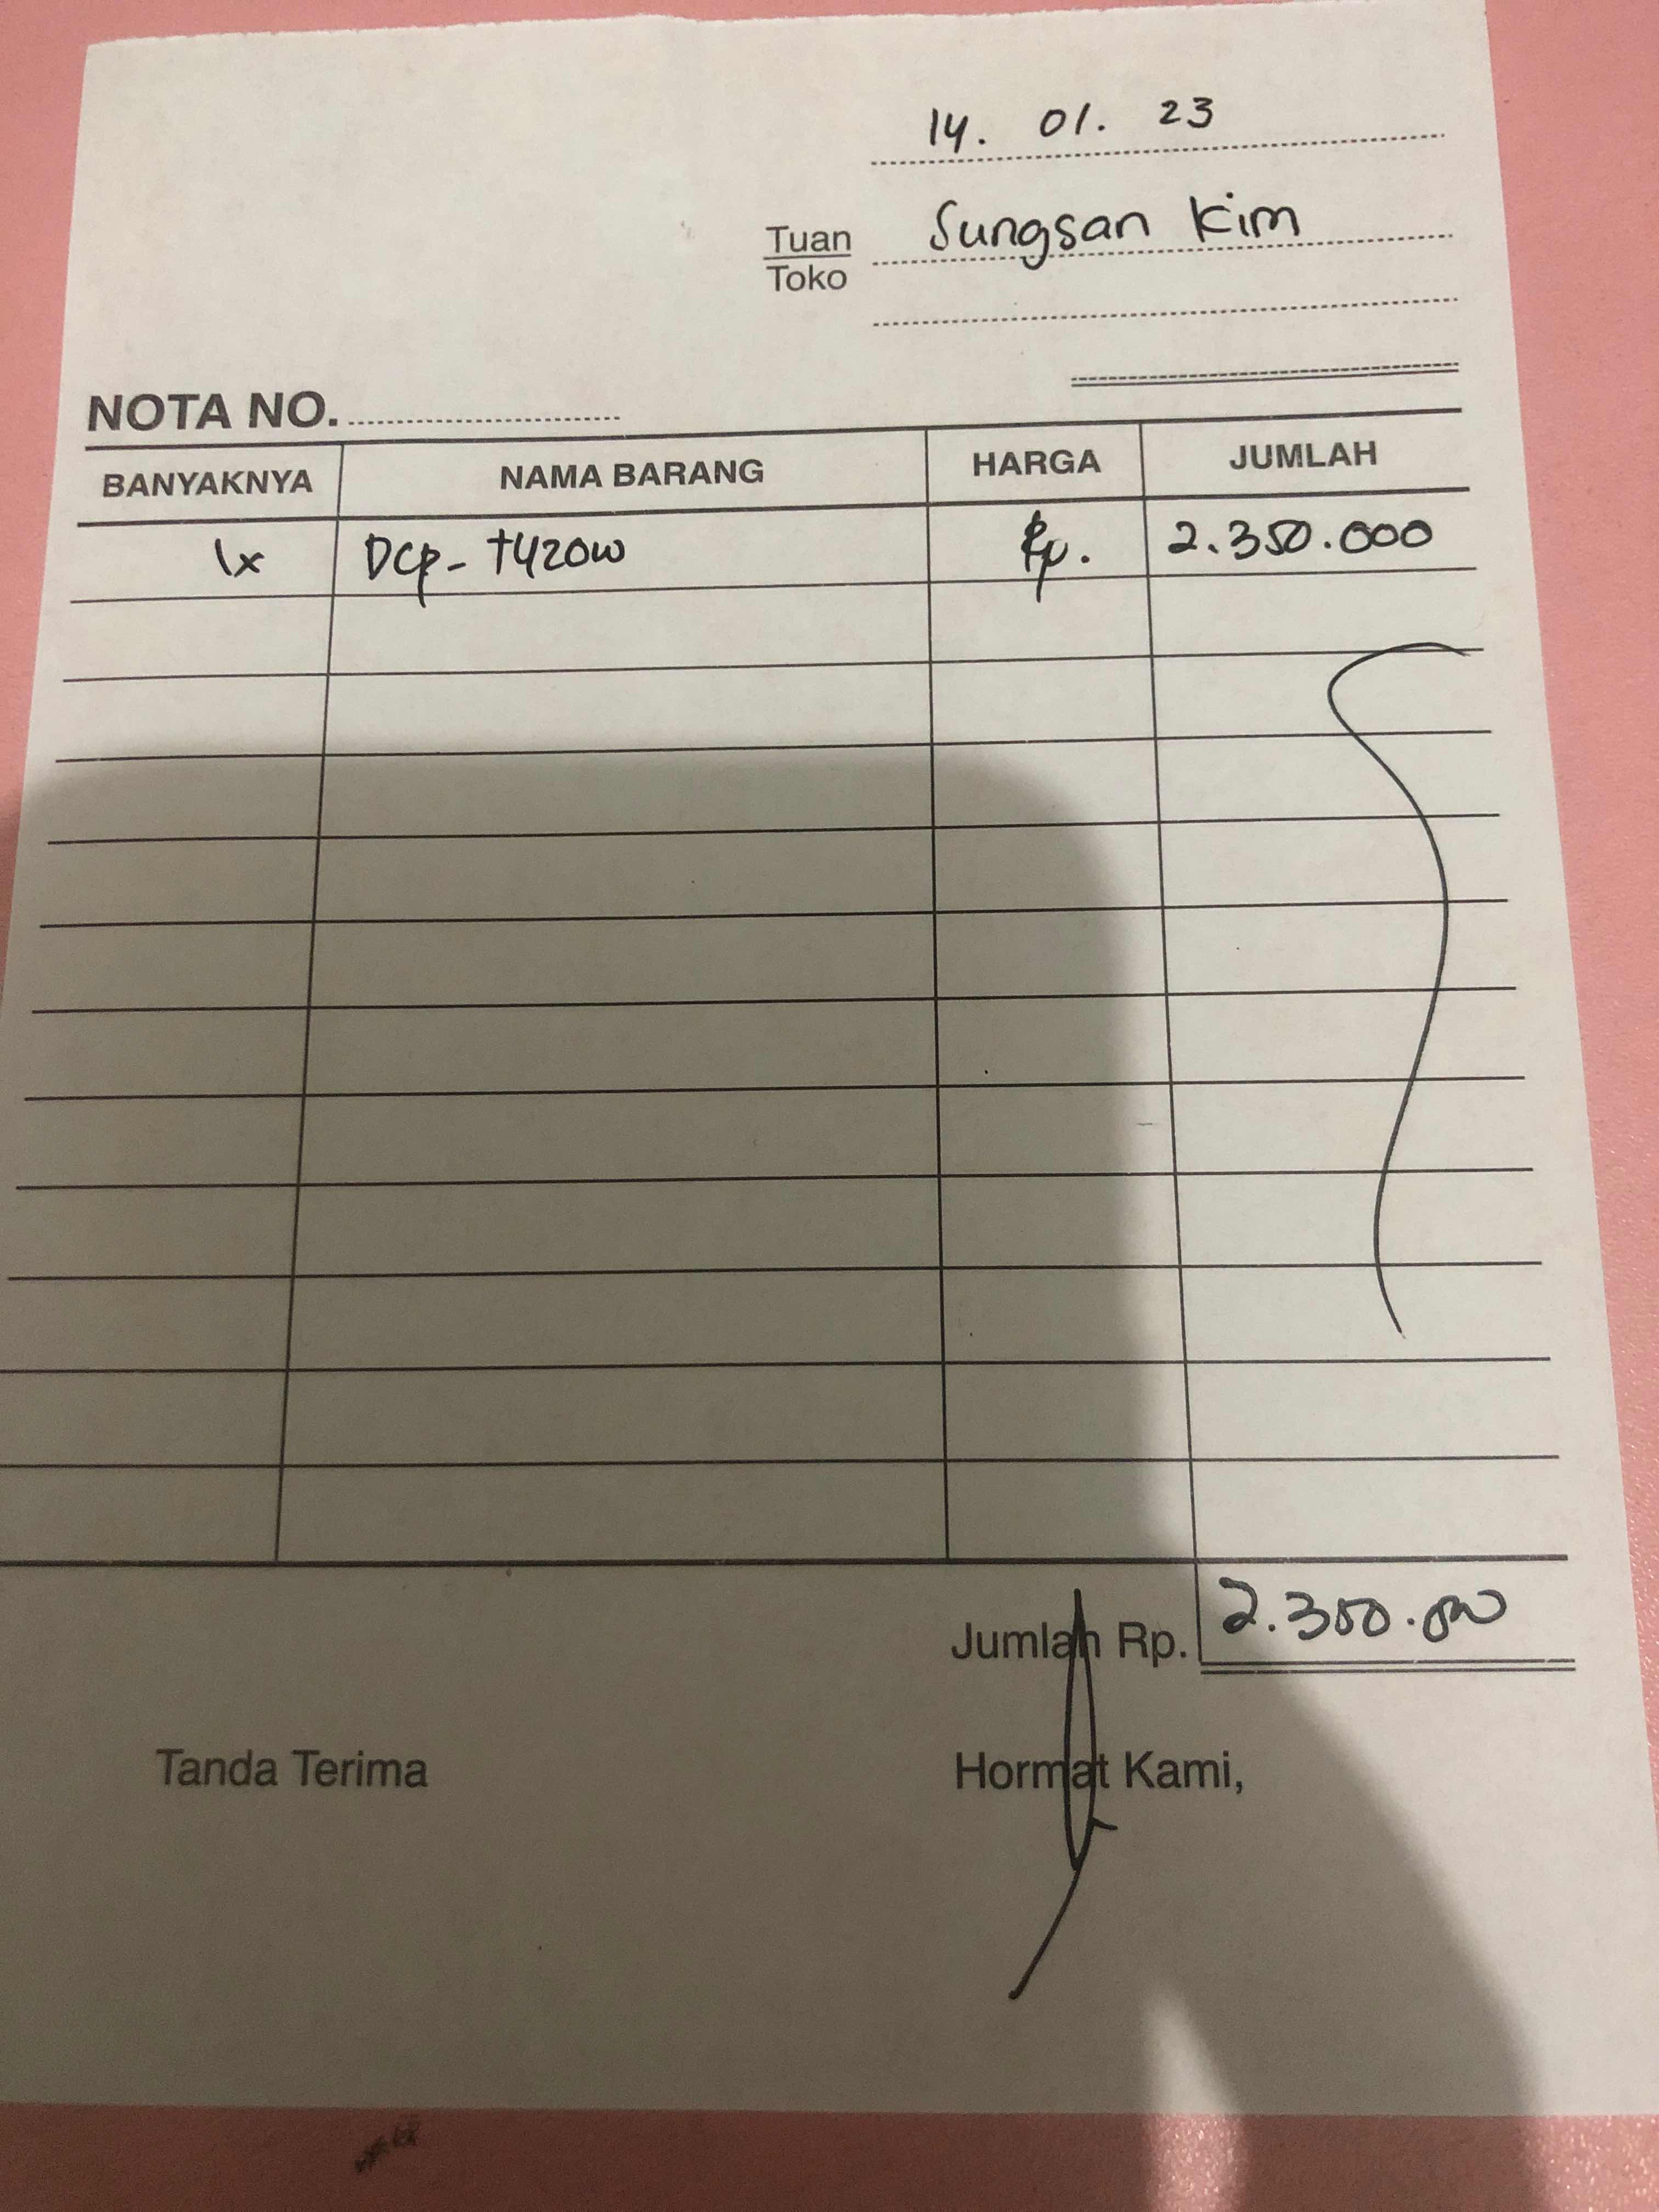 14. 01. 23
Tuan Sungsan Kim
Toko
NOTA NO.
BANYAKNYA NAMA BARANG HARGA JUMLAH
1x DCP- T420W Rp. 2.350.000
Jumlah Rp. 2.350.000
Tanda Terima Hormat Kami,